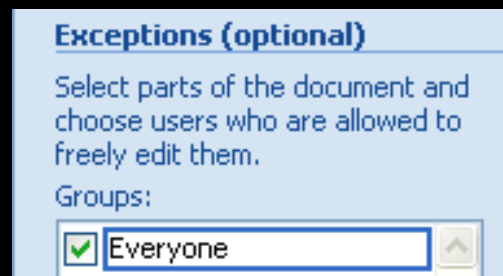 Exceptions (optional)
Select parts of the document and
choose users who are allowed to
freely edit them.
Groups:
Everyone